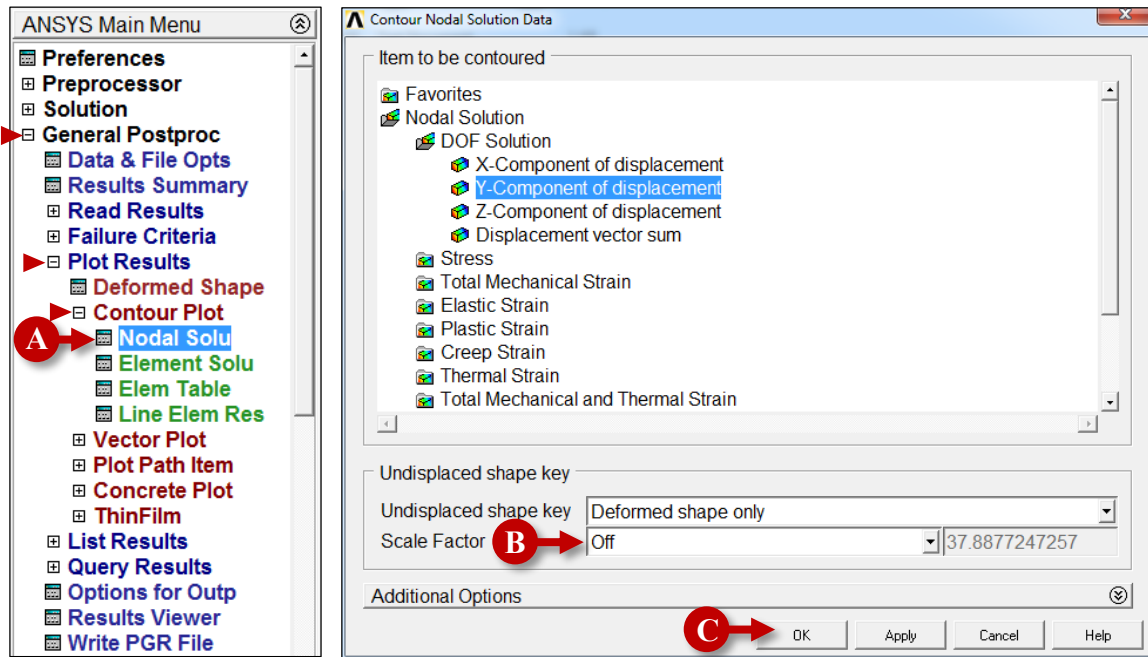 ANSYS Main Menu
Preferences
Preprocessor
Solution
General Postproc
Data & File Opts
Results Summary
Read Results
Failure Criteria
Plot Results
Deformed Shape
Contour Plot
A
Nodal Solu
Element Solu
Elem Table
Line Elem Res
Vector Plot
Plot Path Item
Concrete Plot
ThinFilm
List Results
Query Results
Options for Outp
Results Viewer
Write PGR File
Contour Nodal Solution Data
Item to be contoured
Favorites
Nodal Solution
DOF Solution
X-Component of displacement
Y-Component of displacement
Z-Component of displacement
Displacement vector sum
Stress
Total Mechanical Strain
Elastic Strain
Plastic Strain
Creep Strain
Thermal Strain
Total Mechanical and Thermal Strain
Undisplaced shape key
Undisplaced shape key Deformed shape only
Scale Factor B Off 37.8877247257
Additional Options
C OK Apply Cancel Help